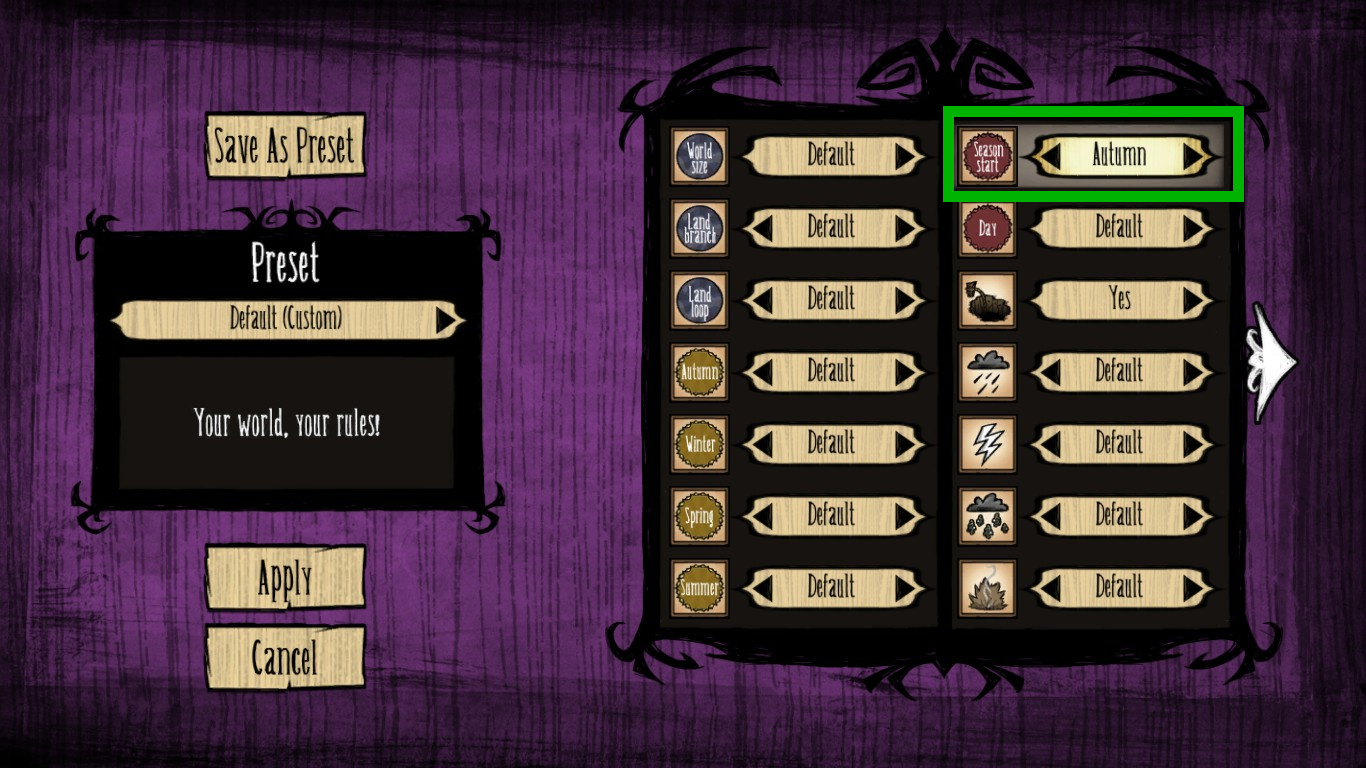 Save As Preset
Preset
Default (Custom)
Your world, your rules!
Apply
Cancel
World
size
Default
Season
start
Autumn
Land
branch
Default
Day
Default
Land
loop
Default
Yes
Autumn
Default
Default
Winter
Default
Default
Spring
Default
Default
Summer
Default
Default